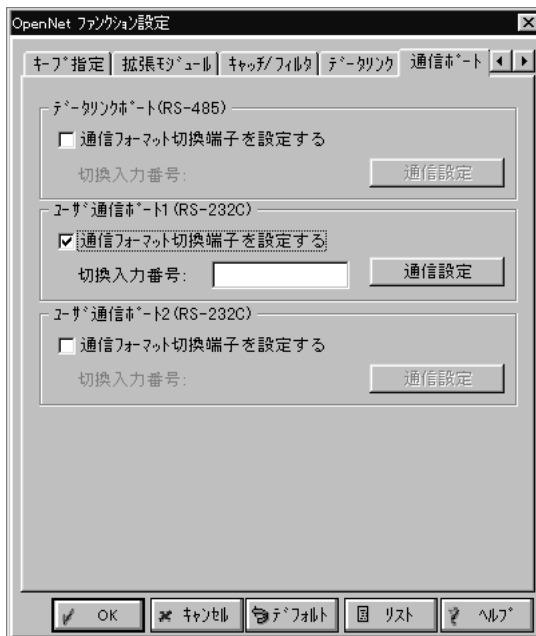 OpenNet ﾌｧﾝｸｼｮﾝ設定
ｷｰﾌﾟ指定 拡張ﾓｼﾞｭｰﾙ ｷｬｯﾁ/ﾌｨﾙﾀ ﾃﾞｰﾀﾘﾝｸ 通信ﾎﾟｰﾄ
ﾃﾞｰﾀﾘﾝｸﾎﾟｰﾄ(RS-485)
通信ﾌｫｰﾏｯﾄ切換端子を設定する
切換入力番号: 通信設定
ﾕｰｻﾞ通信ﾎﾟｰﾄ1(RS-232C)
通信ﾌｫｰﾏｯﾄ切換端子を設定する
切換入力番号: 通信設定
ﾕｰｻﾞ通信ﾎﾟｰﾄ2(RS-232C)
通信ﾌｫｰﾏｯﾄ切換端子を設定する
切換入力番号: 通信設定
OK ｷｬﾝｾﾙ ﾃﾞﾌｫﾙﾄ ﾘｽﾄ ﾍﾙﾌﾟ